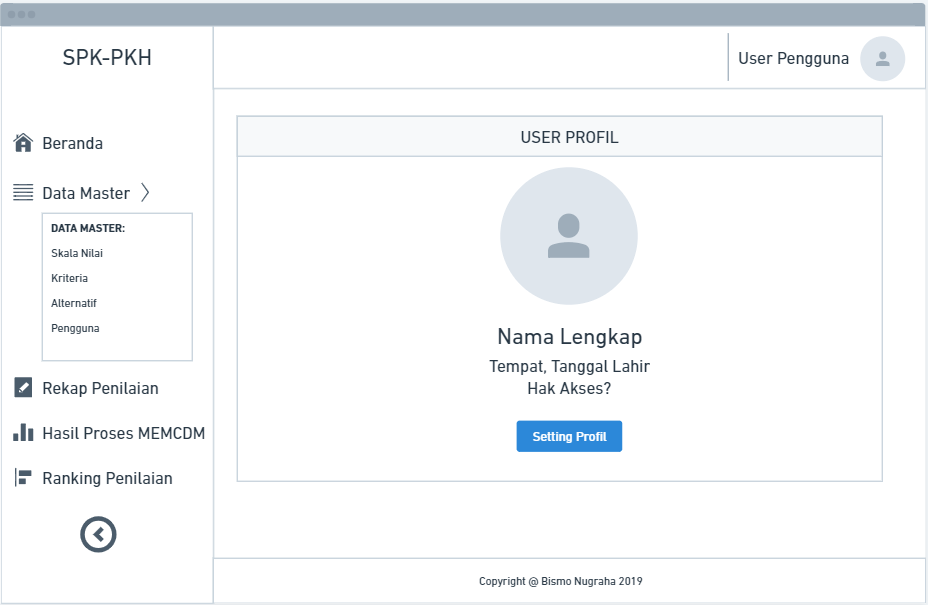 SPK-PKH
User Pengguna
Beranda
Data Master
DATA MASTER:
Skala Nilai
Kriteria
Alternatif
Pengguna
Rekap Penilaian
Hasil Proses MEMCDM
Ranking Penilaian
USER PROFIL
Nama Lengkap
Tempat, Tanggal Lahir
Hak Akses?
Setting Profil
Copyright @ Bismo Nugraha 2019